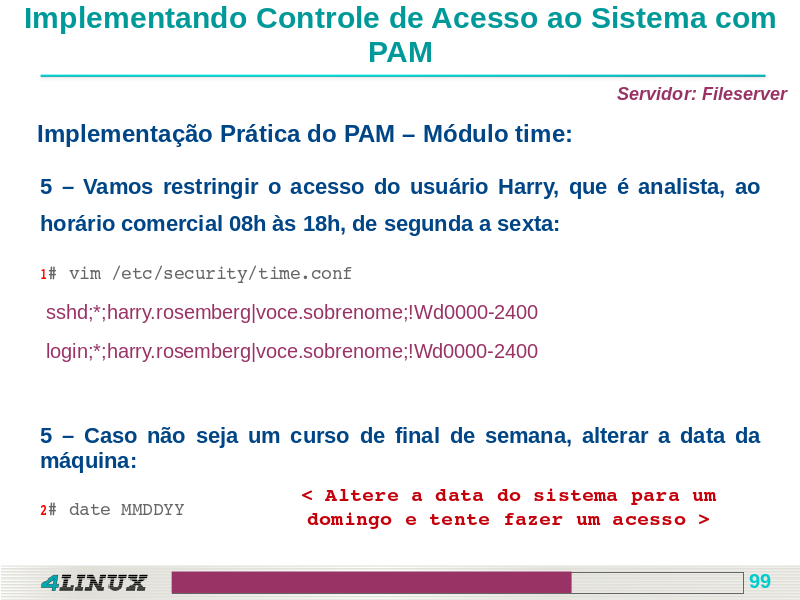 Implementando Controle de Acesso ao Sistema com
PAM
Servidor: Fileserver
Implementação Prática do PAM – Módulo time:
5 – Vamos restringir o acesso do usuário Harry, que é analista, ao
horário comercial 08h às 18h, de segunda a sexta:
1# vim /etc/security/time.conf
sshd;*;harry.rosemberg|voce.sobrenome;!Wd0000-2400
login;*;harry.rosemberg|voce.sobrenome;!Wd0000-2400
5 – Caso não seja um curso de final de semana, alterar a data da
máquina:
2# date MMDDYY
< Altere a data do sistema para um
domingo e tente fazer um acesso >
4LINUX
99